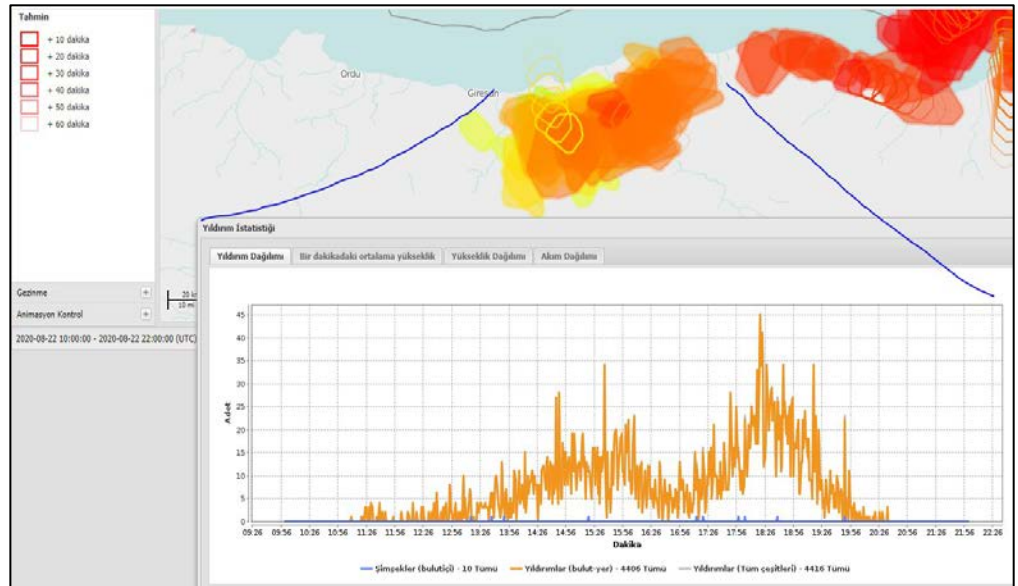 Tahmin
+ 10 dakika
+ 20 dakika
+ 30 dakika
+ 40 dakika
+ 50 dakika
+ 60 dakika
Ordu
Giresun
Gezinme
Animasyon Kontrol
20 k
10 mi
2020-08-22 10:00:00 - 2020-08-22 22:00:00 (UTC)
Yıldırım İstatistiği
Yıldırım Dağılımı Bir dakikadaki ortalama yükseklik Yükseklik Dağılımı Akım Dağılımı
45
40
35
30
25
20
15
10
5
0
Adet
09:26 09:56 10:26 10:56 11:26 11:56 12:26 12:56 13:26 13:56 14:26 14:56 15:26 15:56 16:26 16:56 17:26 17:56 18:26 18:56 19:26 19:56 20:26 20:56 21:26 21:56 22:26
Dakika
Şimşekler (bulutiçi) - 10 Tümü Yıldırımlar (bulut-yer) - 4406 Tümü Yıldırımlar (Tüm çeşitleri) - 4416 Tümü